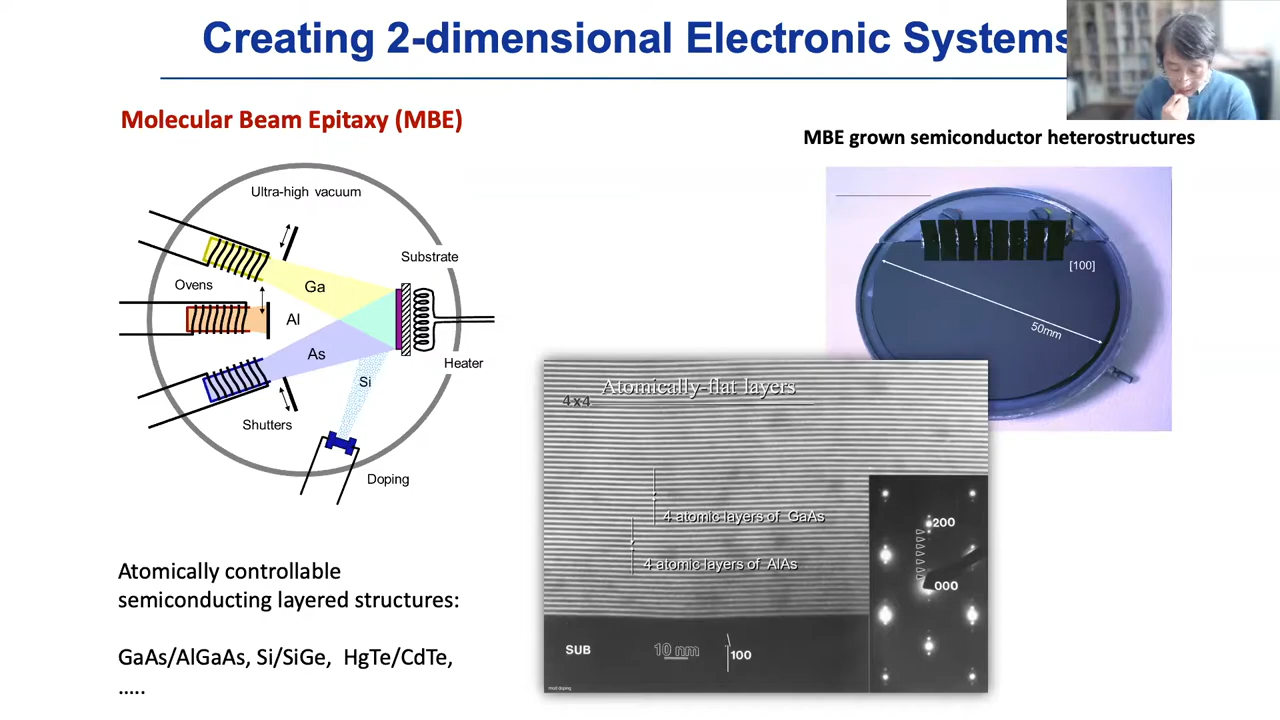 Creating 2-dimensional Electronic Systems
Molecular Beam Epitaxy (MBE)
MBE grown semiconductor heterostructures
Ultra-high vacuum
Substrate
Ovens
Ga
Al
As
Si
Heater
Shutters
Doping
[100]
50mm
Atomically-flat layers
4x4
4 atomic layers of GaAs
4 atomic layers of AlAs
200
000
SUB
10 nm
100
mod doping
Atomically controllable
semiconducting layered structures:
GaAs/AlGaAs, Si/SiGe, HgTe/CdTe,
.....